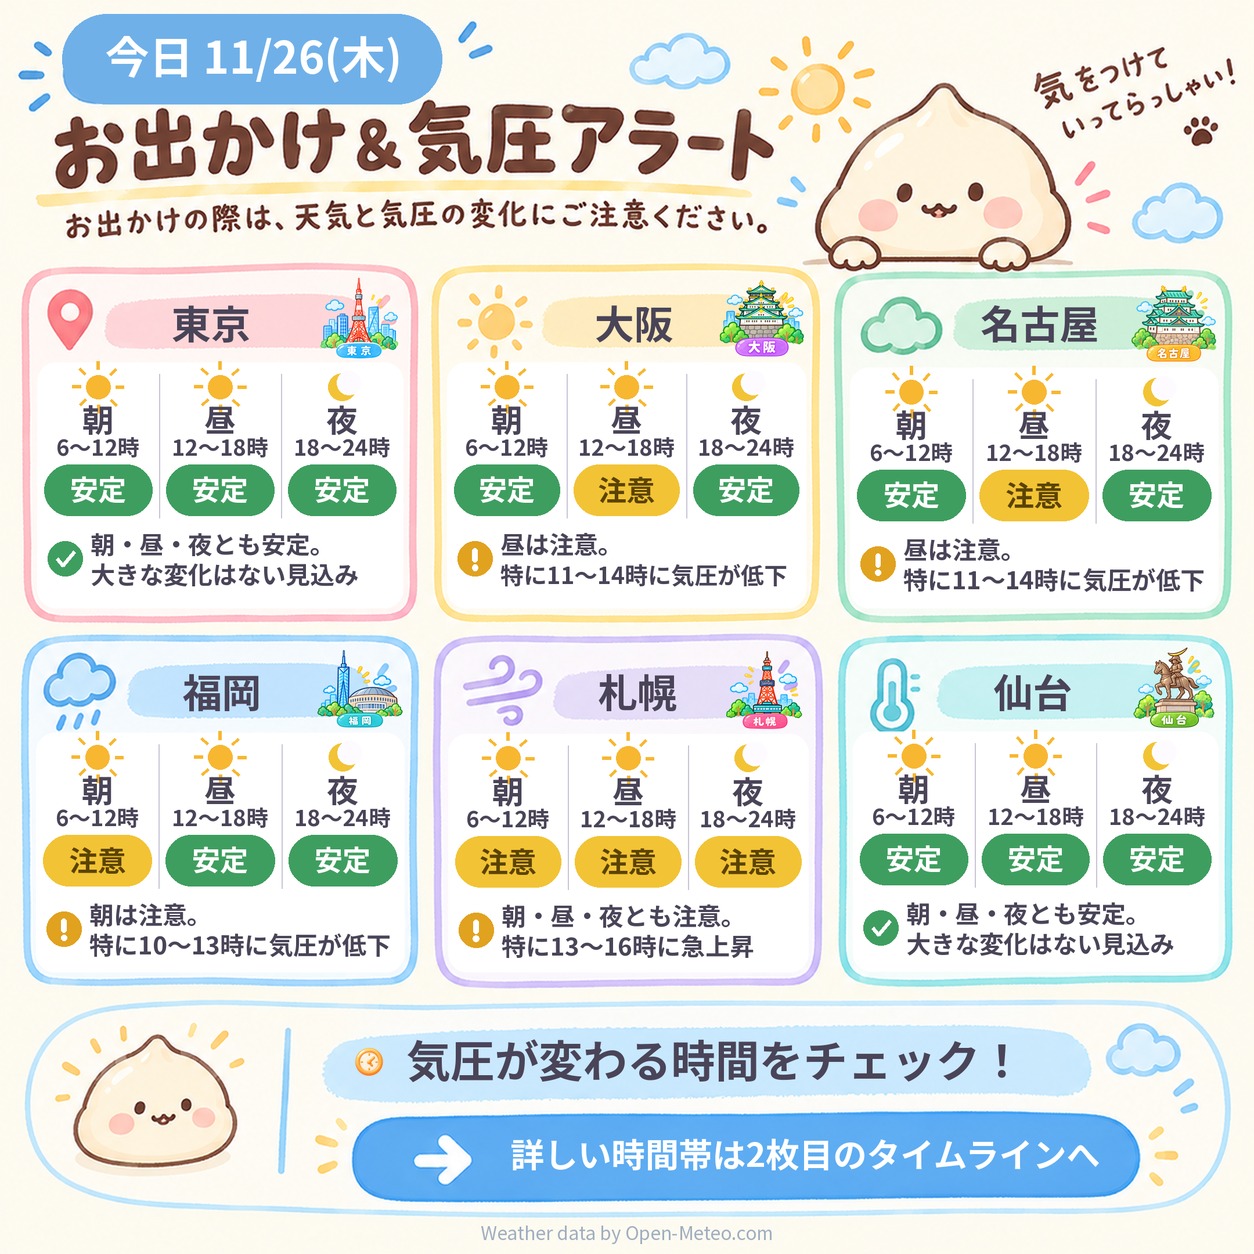 今日 11/26(木)
お出かけ&気圧アラート
お出かけの際は、天気と気圧の変化にご注意ください。
気をつけて
いってらっしゃい!
東京
東京
朝
6〜12時
安定
昼
12〜18時
安定
夜
18〜24時
安定
朝・昼・夜とも安定。
大きな変化はない見込み
大阪
大阪
朝
6〜12時
安定
昼
12〜18時
注意
夜
18〜24時
安定
昼は注意。
特に11〜14時に気圧が低下
名古屋
名古屋
朝
6〜12時
安定
昼
12〜18時
注意
夜
18〜24時
安定
昼は注意。
特に11〜14時に気圧が低下
福岡
福岡
朝
6〜12時
注意
昼
12〜18時
安定
夜
18〜24時
安定
朝は注意。
特に10〜13時に気圧が低下
札幌
札幌
朝
6〜12時
注意
昼
12〜18時
注意
夜
18〜24時
注意
朝・昼・夜とも注意。
特に13〜16時に急上昇
仙台
仙台
朝
6〜12時
安定
昼
12〜18時
安定
夜
18〜24時
安定
朝・昼・夜とも安定。
大きな変化はない見込み
気圧が変わる時間をチェック!
詳しい時間帯は2枚目のタイムラインへ
Weather data by Open-Meteo.com